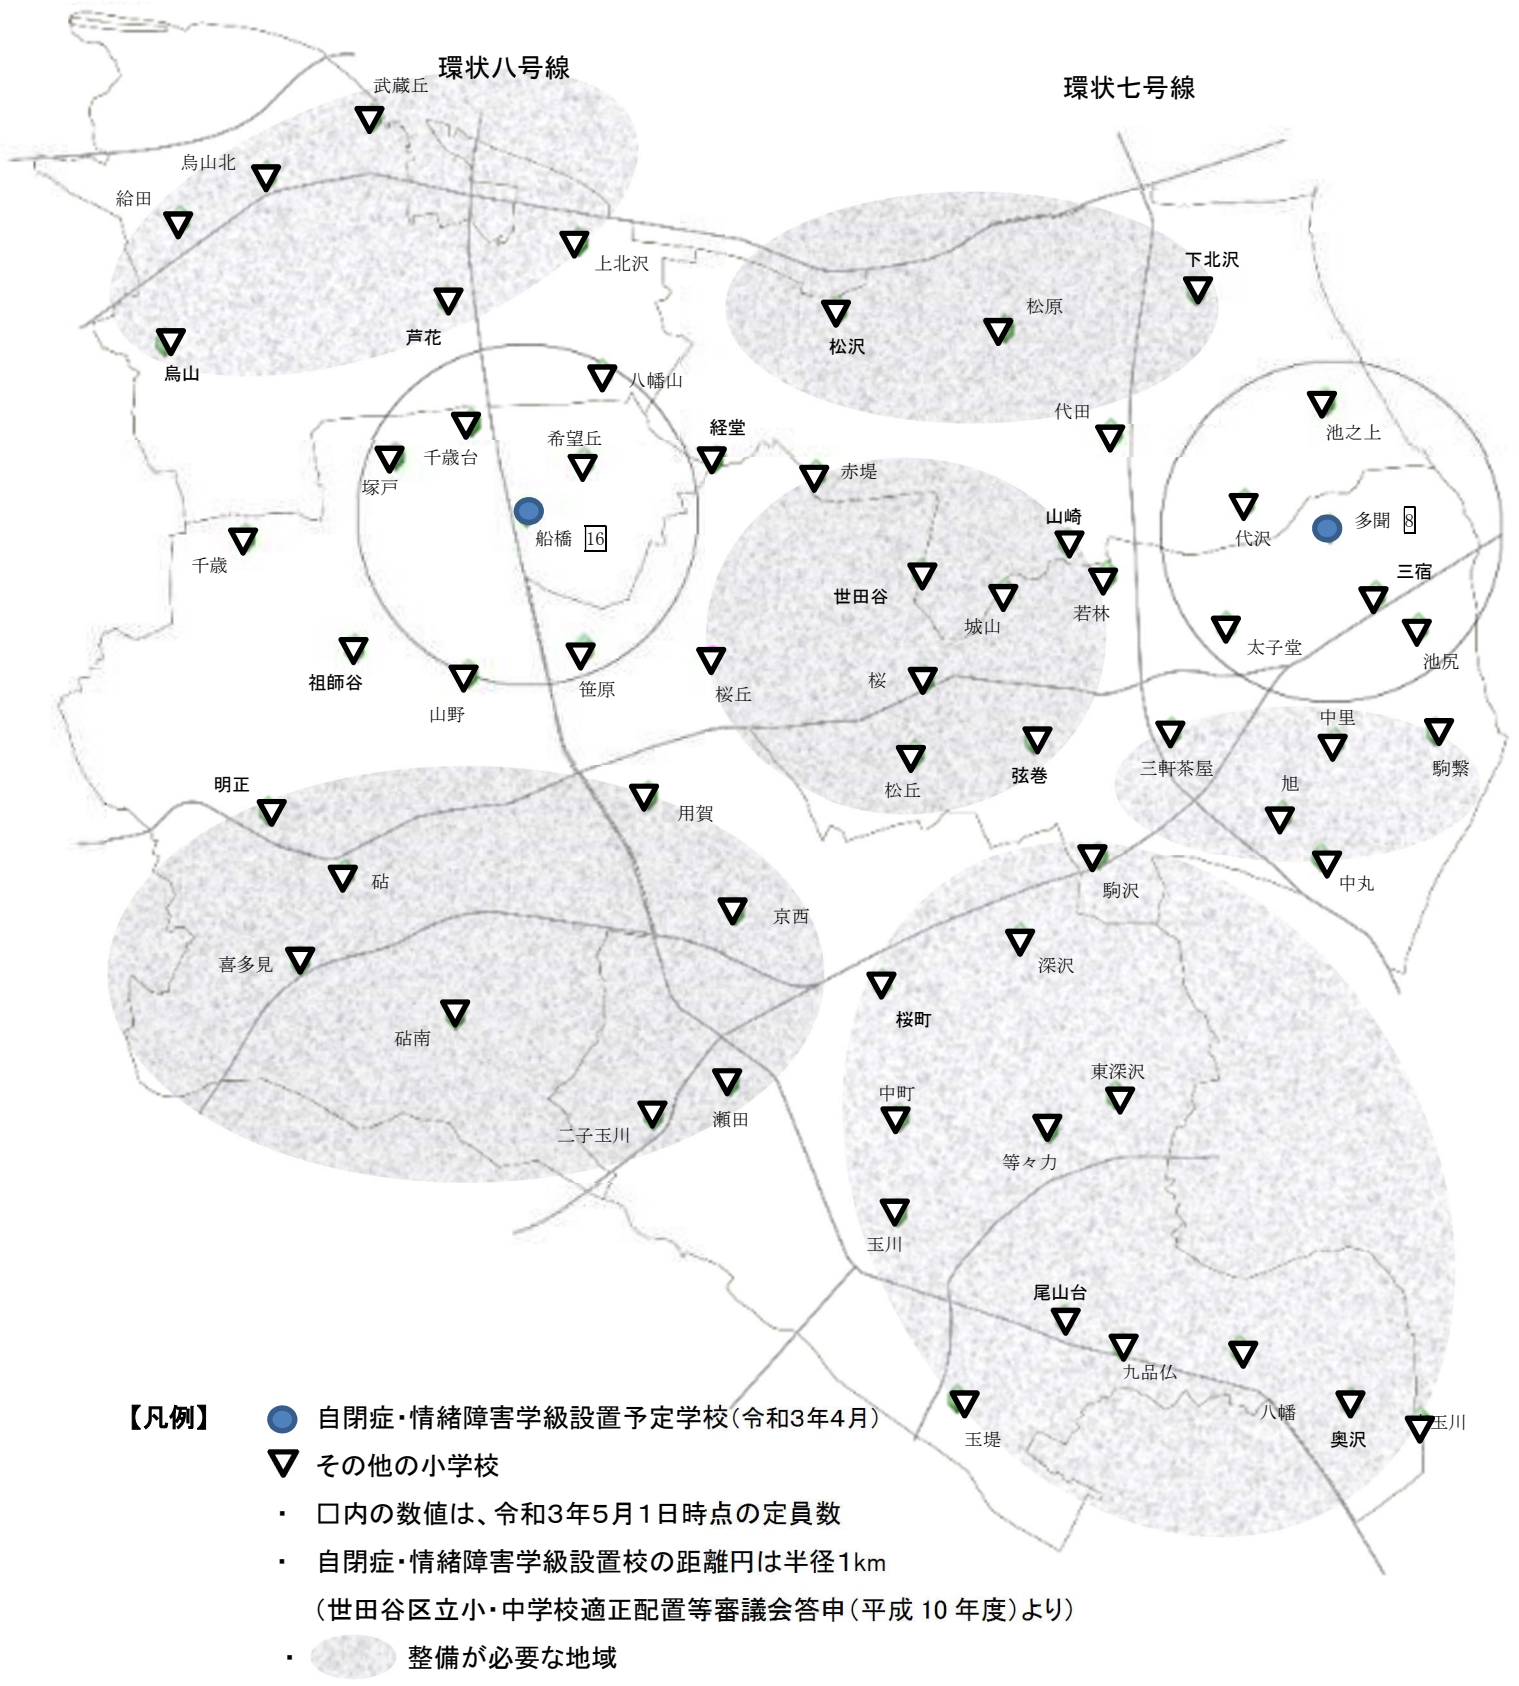 環状八号線
環状七号線
武蔵丘
烏山北
給田
上北沢
下北沢
松原
芦花
松沢
烏山
八幡山
代田
経堂
池之上
希望丘
千歳台
赤堤
塚戸
山崎
多聞 8
船橋 16
代沢
千歳
三宿
世田谷
若林
城山
太子堂
池尻
祖師谷
桜
笹原
桜丘
山野
中里
三軒茶屋
駒繋
弦巻
明正
旭
松丘
用賀
砧
中丸
駒沢
京西
喜多見
深沢
桜町
砧南
東深沢
中町
瀬田
二子玉川
等々力
玉川
尾山台
九品仏
八幡
玉川
玉堤
奥沢
【凡例】
自閉症・情緒障害学級設置予定学校(令和3年4月)
その他の小学校
・ □内の数値は、令和3年5月1日時点の定員数
・ 自閉症・情緒障害学級設置校の距離円は半径1km
(世田谷区立小・中学校適正配置等審議会答申(平成 10 年度)より)
・ 整備が必要な地域